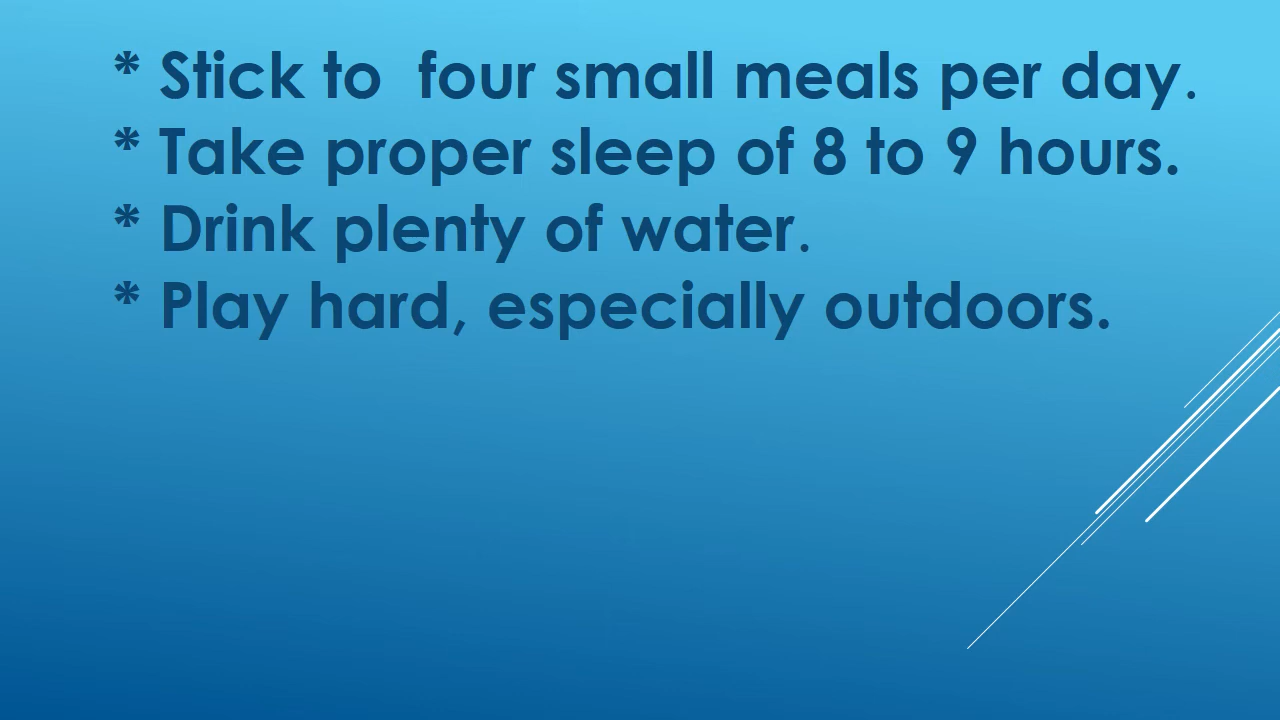 * Stick to  four small meals per day.
* Take proper sleep of 8 to 9 hours.
* Drink plenty of water.
* Play hard, especially outdoors.